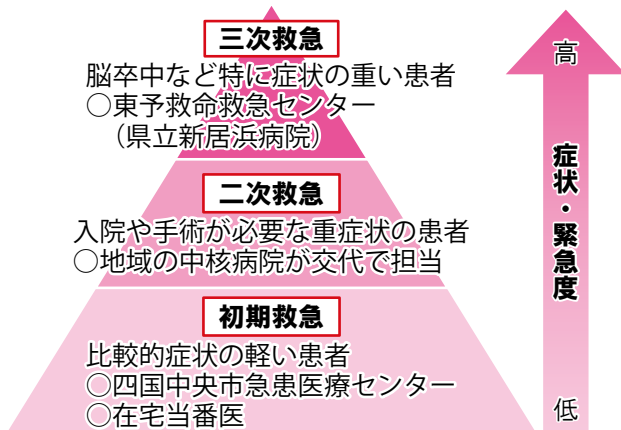 三次救急
脳卒中など特に症状の重い患者
○東予救命救急センター
（県立新居浜病院）
二次救急
入院や手術が必要な重症状の患者
○地域の中核病院が交代で担当
初期救急
比較的症状の軽い患者
○四国中央市急患医療センター
○在宅当番医
高
症状・緊急度
低